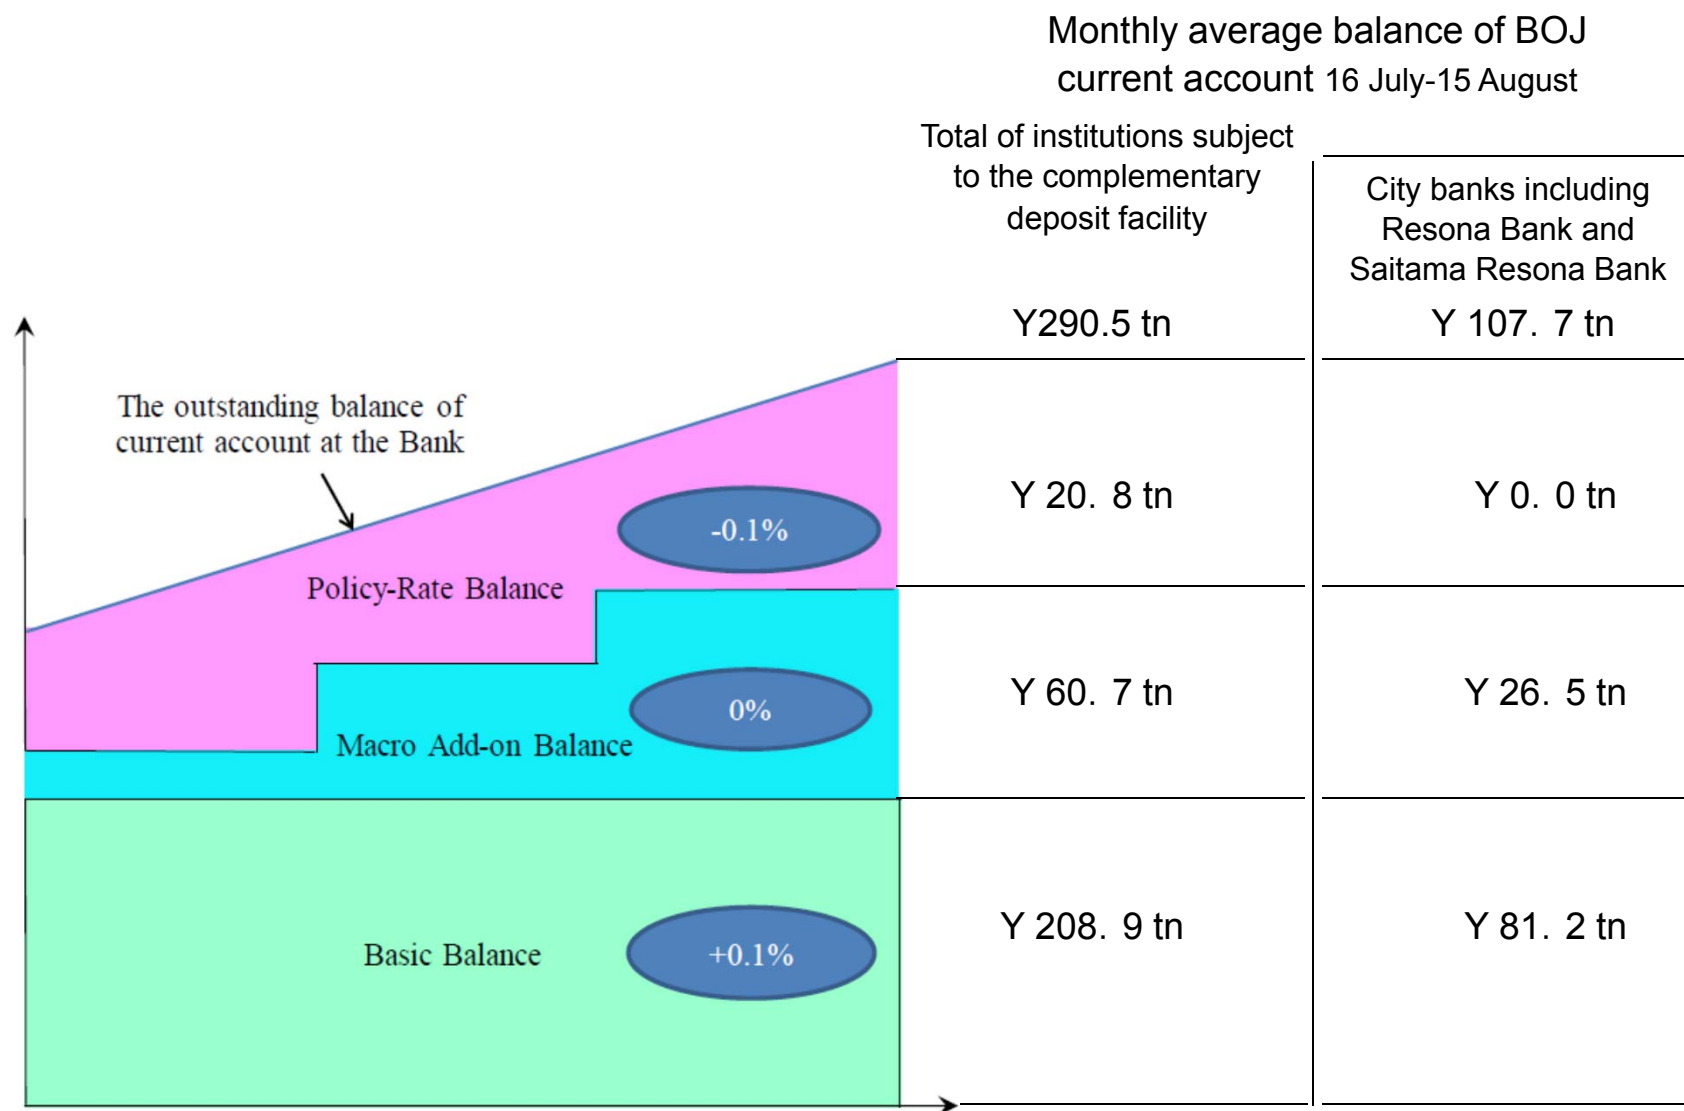 Monthly average balance of BOJ
current account 16 July-15 August
Total of institutions subject
to the complementary
deposit facility
City banks including
Resona Bank and
Saitama Resona Bank
Y290.5 tn
Y 107. 7 tn
The outstanding balance of
current account at the Bank
Y 20. 8 tn
Y 0. 0 tn
-0.1%
Policy-Rate Balance
Y 60. 7 tn
Y 26. 5 tn
0%
Macro Add-on Balance
Y 208. 9 tn
Y 81. 2 tn
Basic Balance
+0.1%